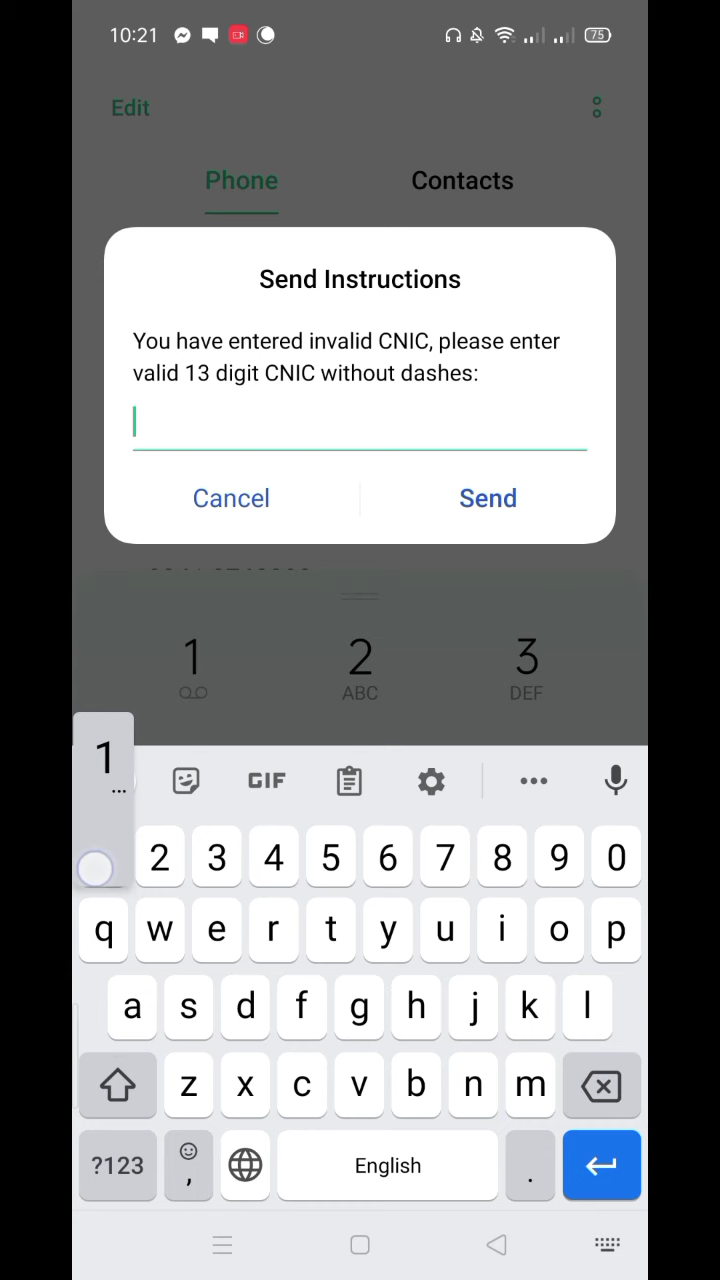 10:21
75
Edit
Phone Contacts
Send Instructions
You have entered invalid CNIC, please enter
valid 13 digit CNIC without dashes:
Cancel Send
1 2 3
ABC DEF
1
...
GIF
2 3 4 5 6 7 8 9 0
q w e r t y u i o p
a s d f g h j k l
z x c v b n m
?123 , English .